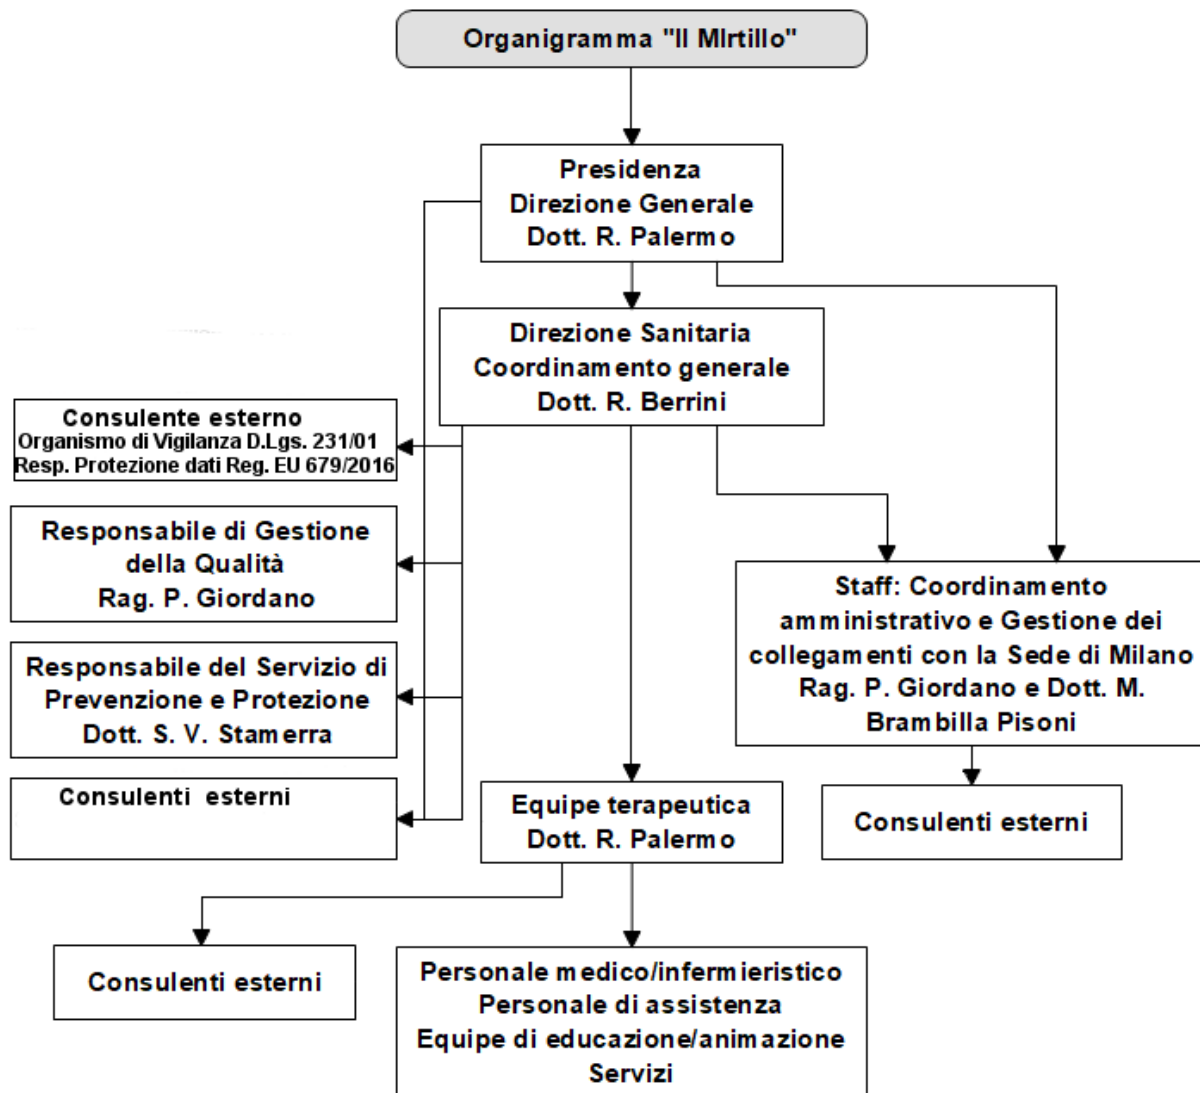 Organigramma "Il MIrtillo"
Presidenza
Direzione Generale
Dott. R. Palermo
Direzione Sanitaria
Coordinamento generale
Dott. R. Berrini
Consulente esterno
Organismo di Vigilanza D.Lgs. 231/01
Resp. Protezione dati Reg. EU 679/2016
Responsabile di Gestione
della Qualità
Rag. P. Giordano
Responsabile del Servizio di
Prevenzione e Protezione
Dott. S. V. Stamerra
Consulenti esterni
Staff: Coordinamento
amministrativo e Gestione dei
collegamenti con la Sede di Milano
Rag. P. Giordano e Dott. M.
Brambilla Pisoni
Equipe terapeutica
Dott. R. Palermo
Consulenti esterni
Consulenti esterni
Personale medico/infermieristico
Personale di assistenza
Equipe di educazione/animazione
Servizi